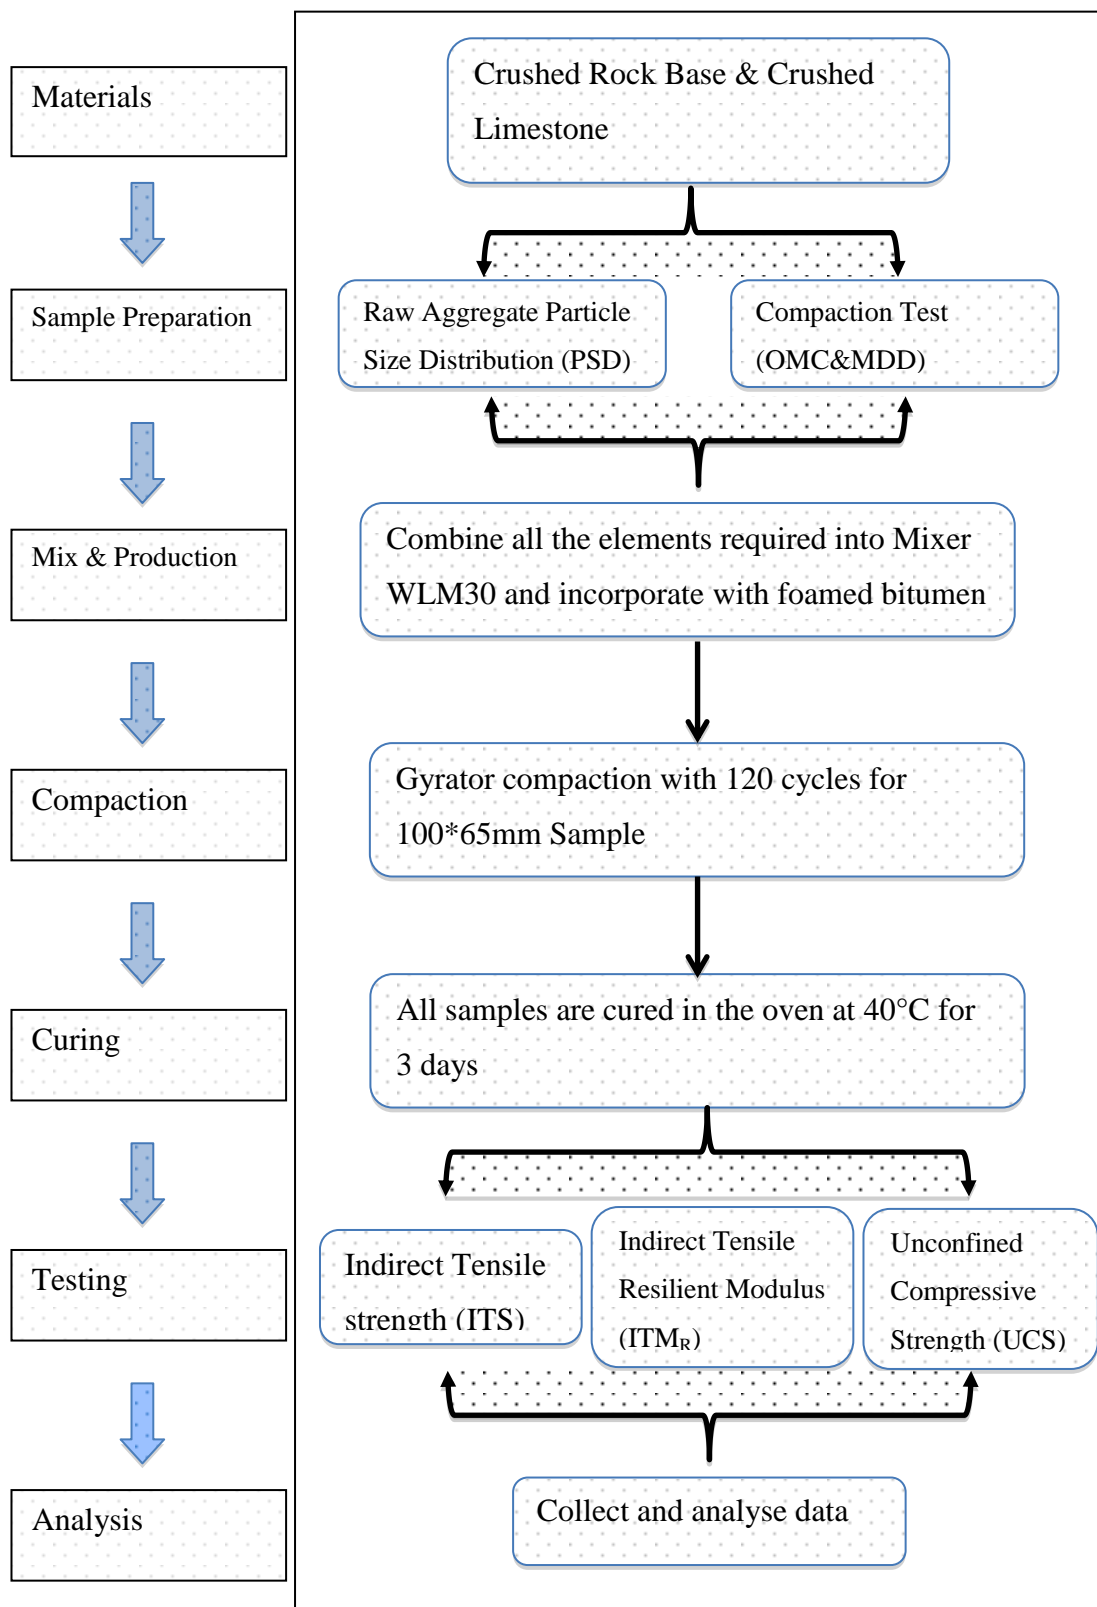 Materials
Crushed Rock Base & Crushed
Limestone
Sample Preparation
Raw Aggregate Particle
Size Distribution (PSD)
Compaction Test
(OMC&MDD)
Mix & Production
Combine all the elements required into Mixer
WLM30 and incorporate with foamed bitumen
Compaction
Gyrator compaction with 120 cycles for
100*65mm Sample
Curing
All samples are cured in the oven at 40°C for
3 days
Testing
Indirect Tensile
strength (ITS)
Indirect Tensile
Resilient Modulus
(ITMR)
Unconfined
Compressive
Strength (UCS)
Analysis
Collect and analyse data